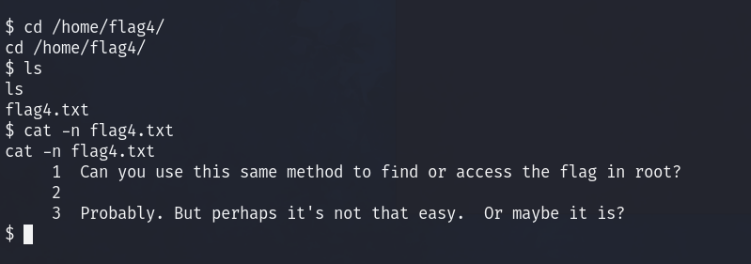 $ cd /home/flag4/
cd /home/flag4/
$ ls
ls
flag4.txt
$ cat -n flag4.txt
cat -n flag4.txt
     1  Can you use this same method to find or access the flag in root?
     2
     3  Probably. But perhaps it's not that easy.  Or maybe it is?
$